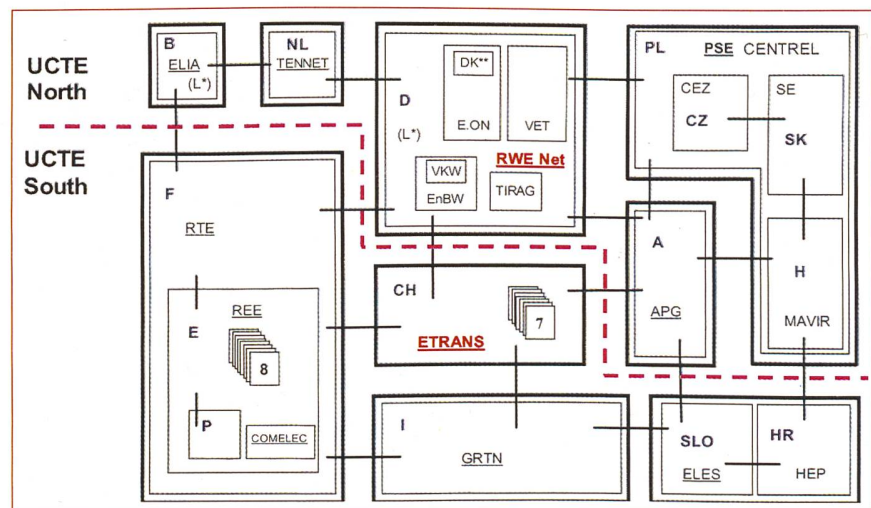 UCTE
North
B
ELIA
(L*)
NL
TENNET
D
(L*)
DK**
E.ON
VET
RWE Net
VKW
EnBW
TIRAG
PL
PSE CENTREL
CEZ
CZ
SE
SK
UCTE
South
F
RTE
REE
E
8
P
COMELEC
CH
7
ETRANS
A
APG
H
MAVIR
I
GRTN
SLO
ELES
HR
HEP